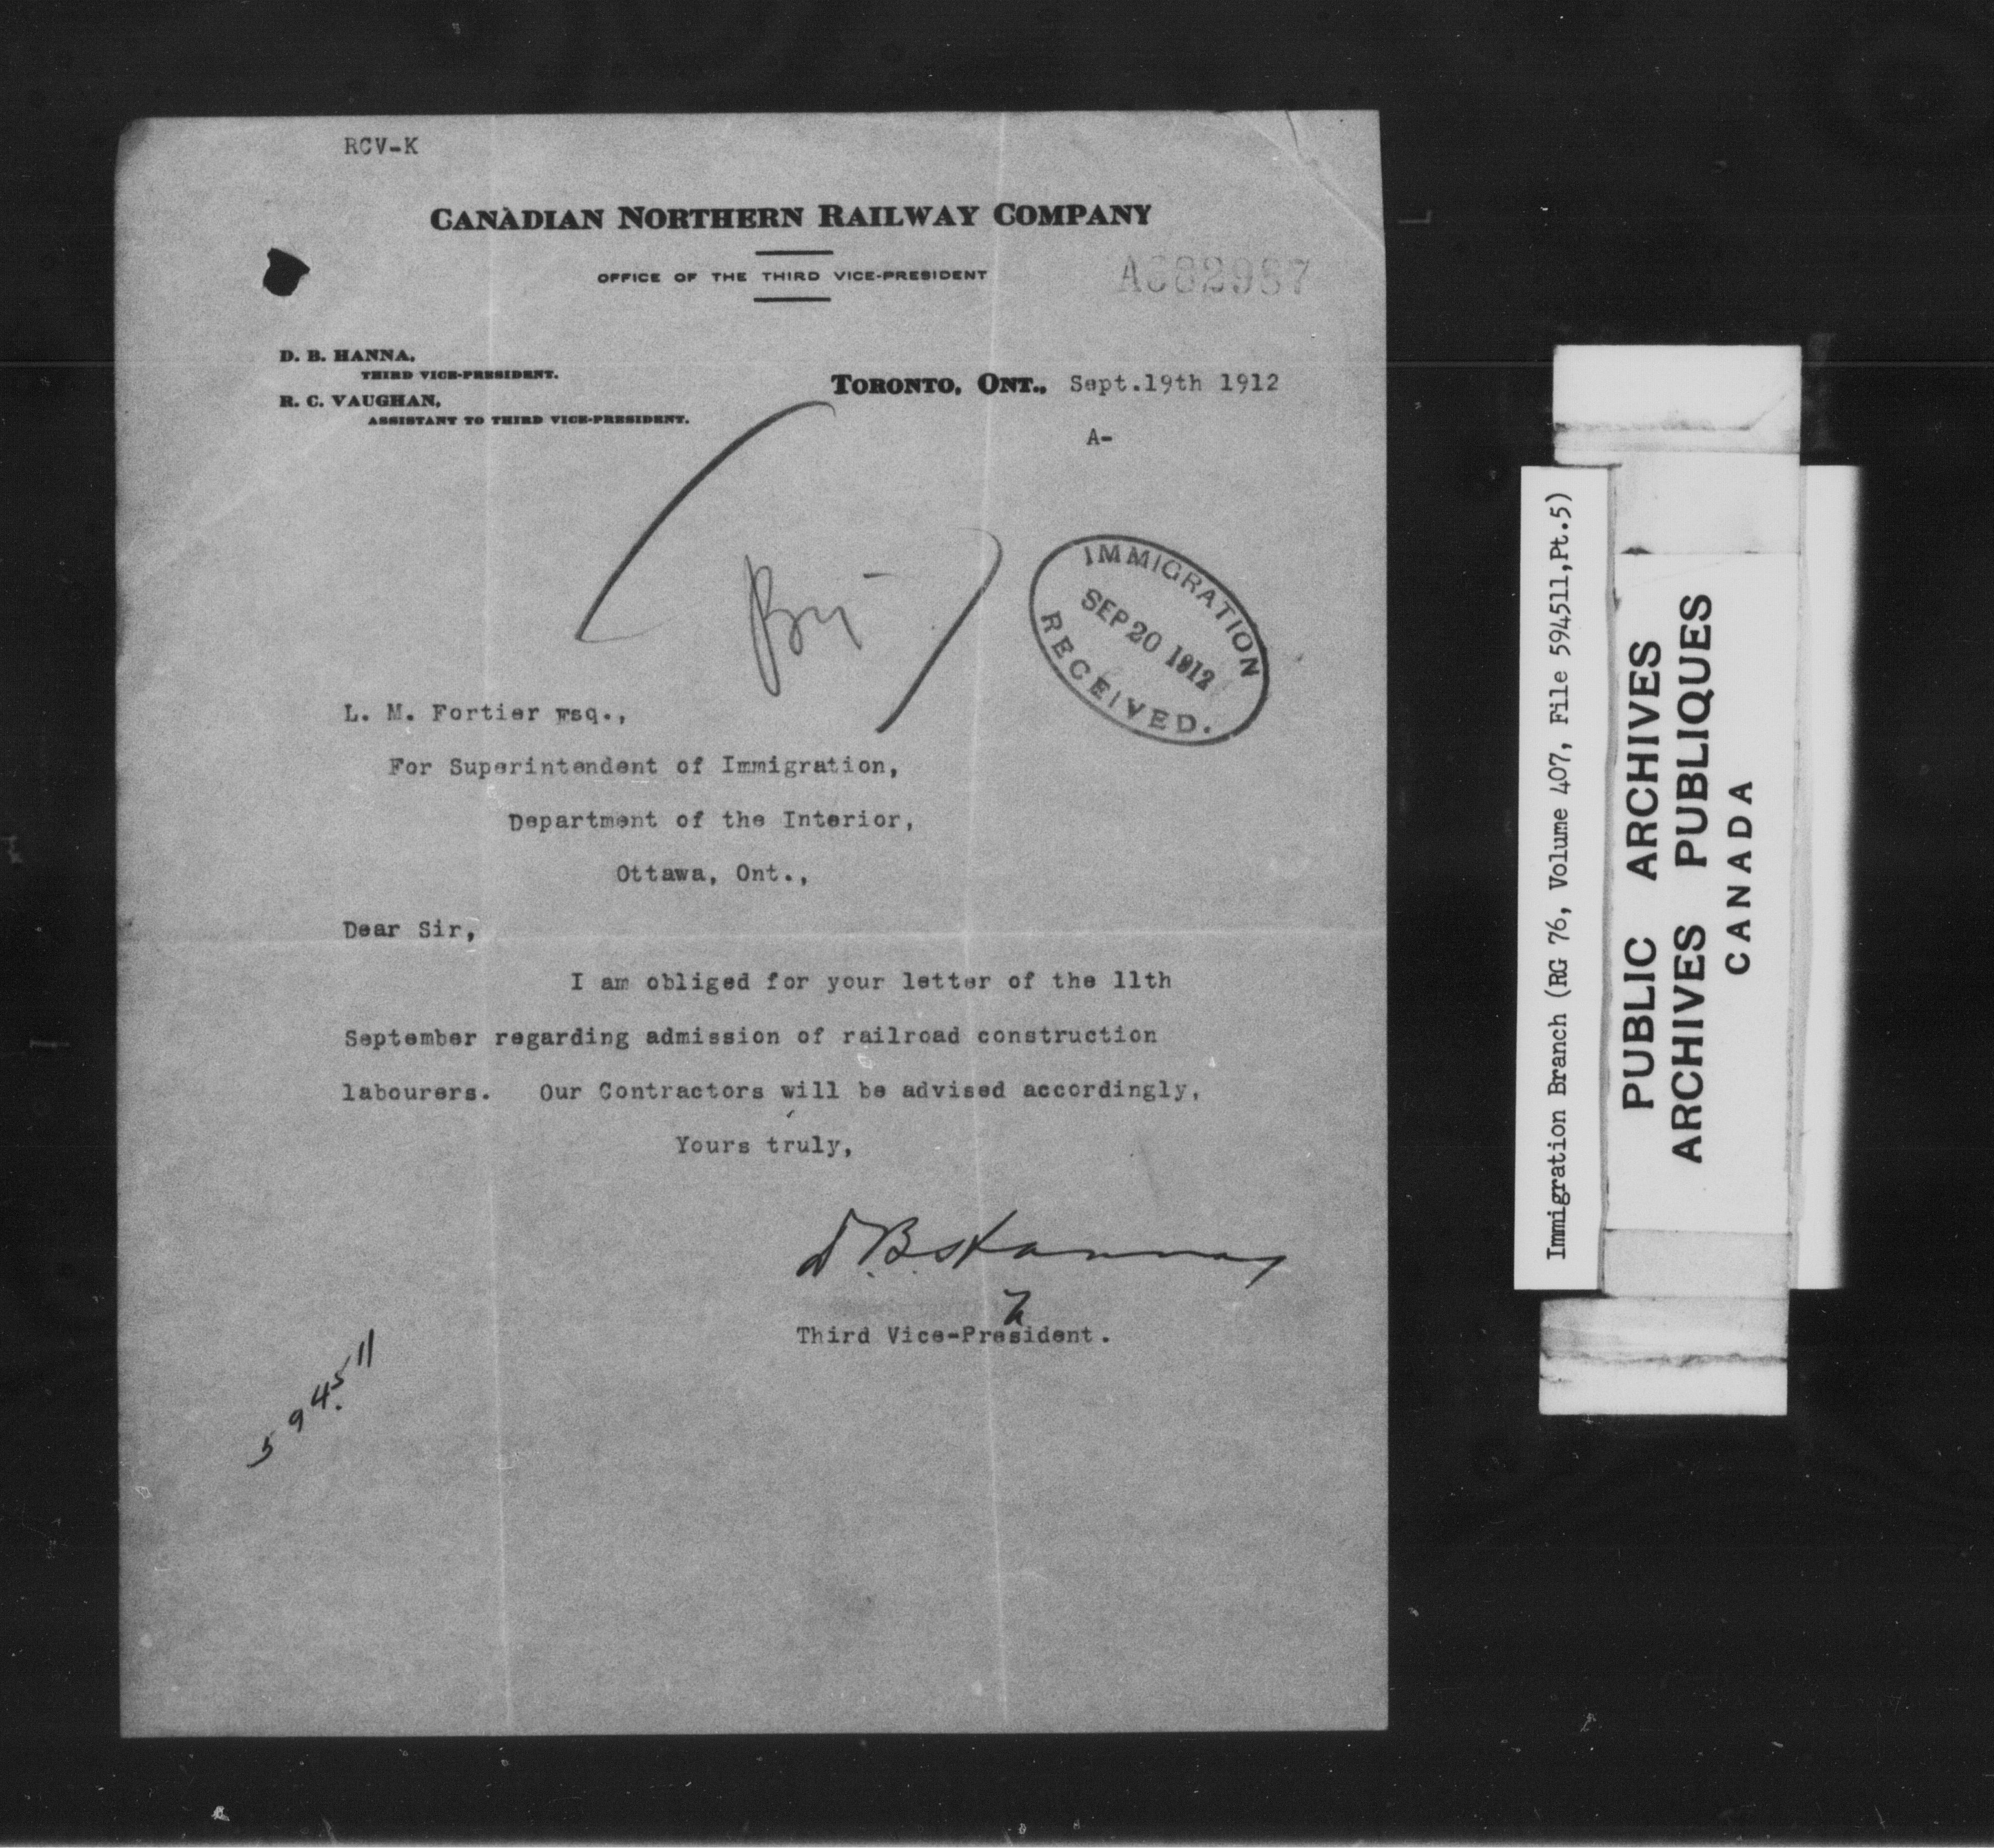 RCV-K
CANADIAN NORTHERN RAILWAY COMPANY
OFFICE OF THE THIRD VICE-PRESIDENT
D. B. HANNA,
THIRD VICE-PRESIDENT.
R. C. VAUGHAN,
ASSISTANT TO THIRD VICE-PRESIDENT.
TORONTO, ONT., Sept.19th 1912
A-
IMMIGRATION
SEP 20 1912
RECEIVED.
L. M. Fortier Esq.,
For Superintendent of Immigration,
Department of the Interior,
Ottawa, Ont.,
Dear Sir,
I am obliged for your letter of the 11th
September regarding admission of railroad construction
labourers. Our Contractors will be advised accordingly,
Yours truly,
D. B. Hanna
Third Vice-President.
594511
Immigration Branch (RG 76, Volume 407, File 594511,Pt.5)
PUBLIC ARCHIVES
ARCHIVES PUBLIQUES
CANADA